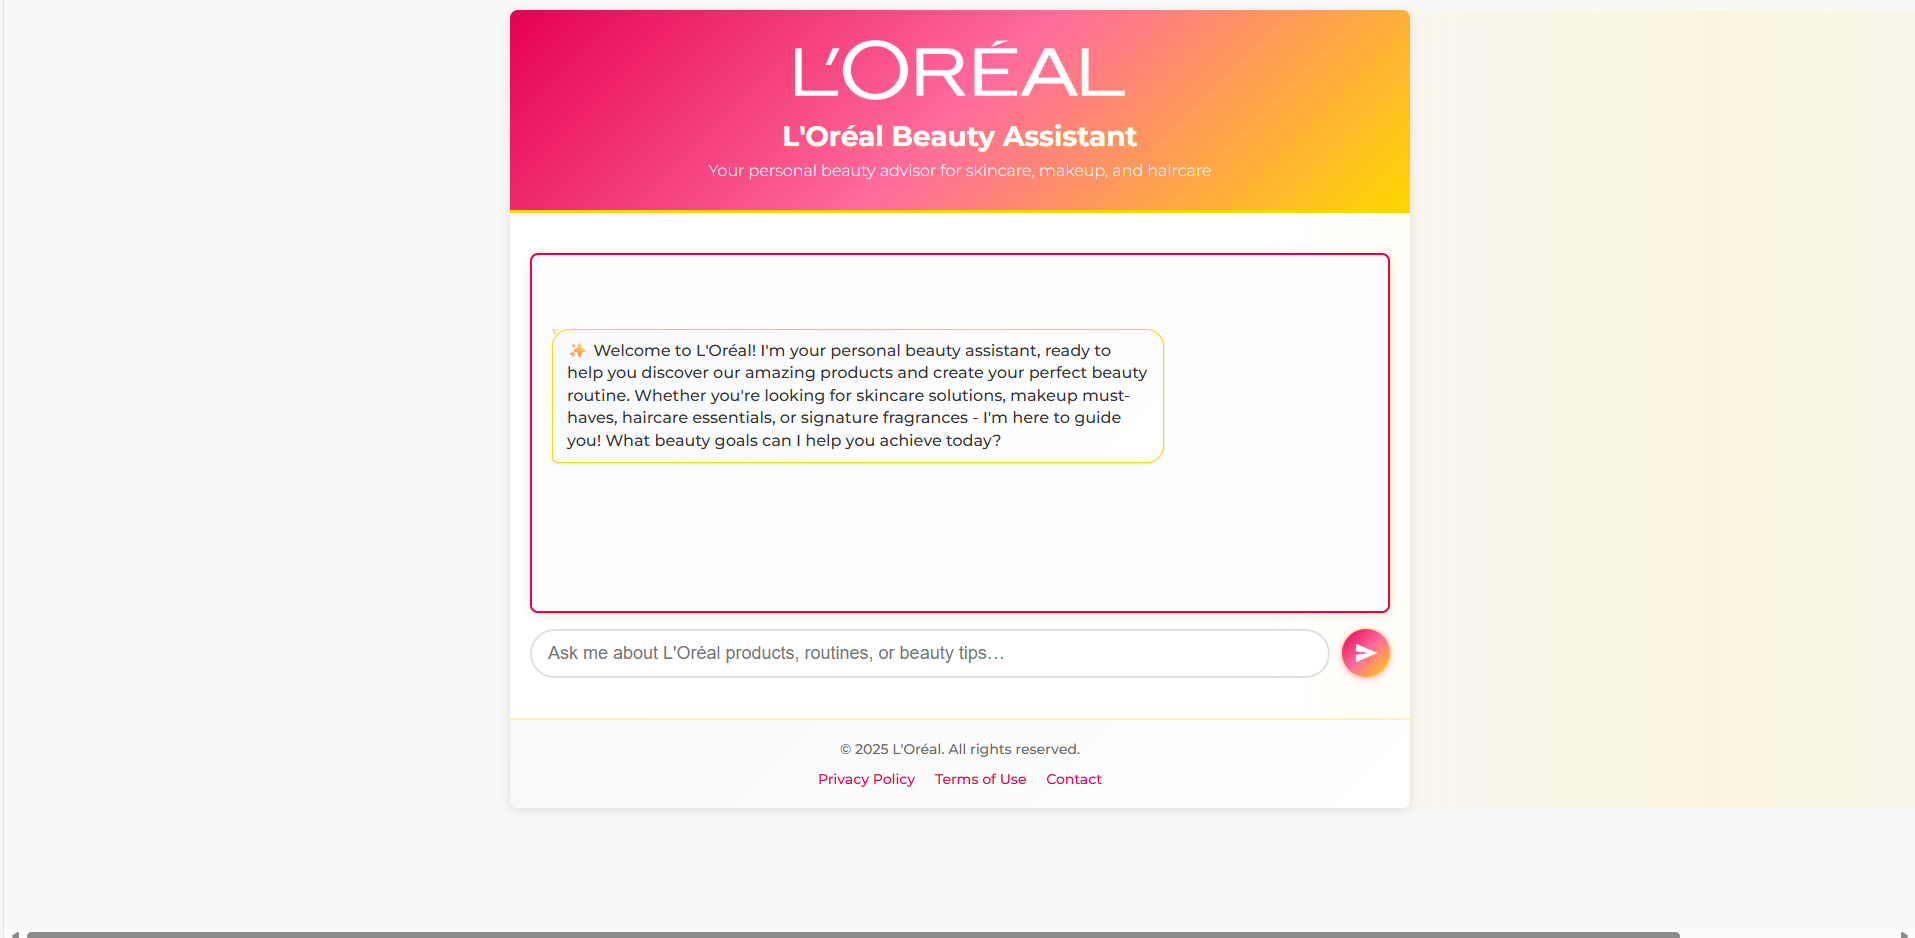 L'ORÉAL
L'Oréal Beauty Assistant
Your personal beauty advisor for skincare, makeup, and haircare
✨ Welcome to L'Oréal! I'm your personal beauty assistant, ready to
help you discover our amazing products and create your perfect beauty
routine. Whether you're looking for skincare solutions, makeup must-
haves, haircare essentials, or signature fragrances - I'm here to guide
you! What beauty goals can I help you achieve today?
Ask me about L'Oréal products, routines, or beauty tips…
© 2025 L'Oréal. All rights reserved.
Privacy Policy Terms of Use Contact